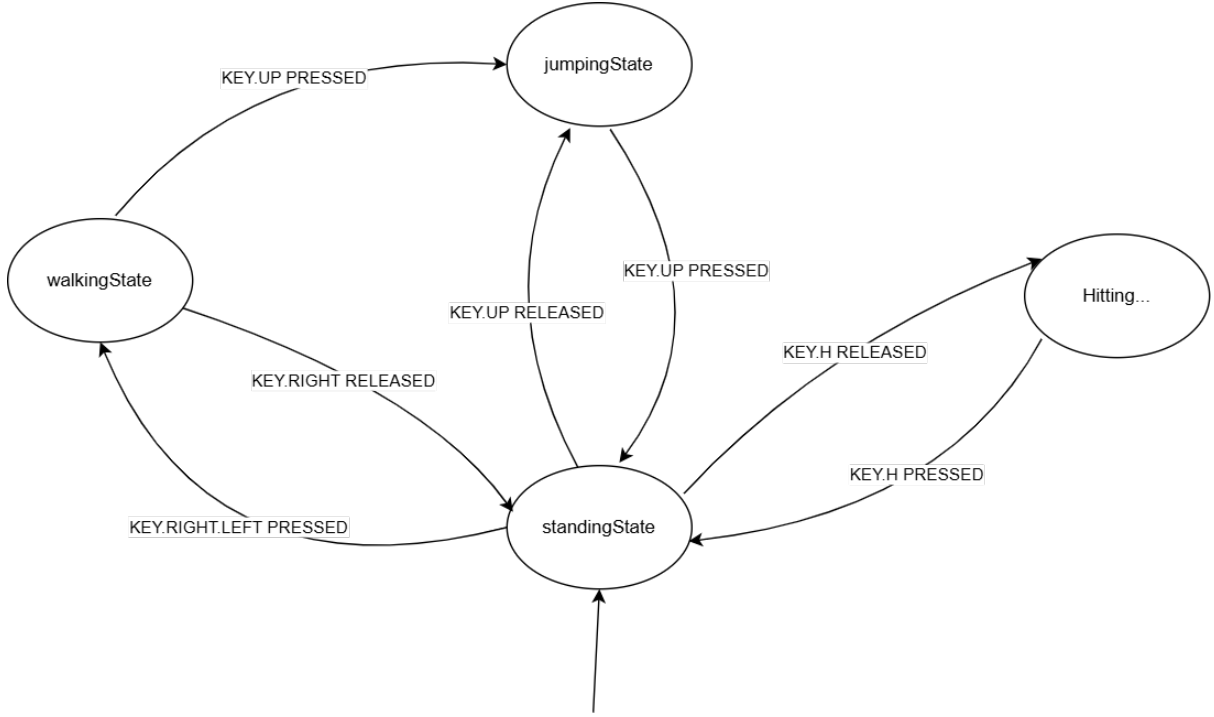 jumpingState
KEY.UP PRESSED
walkingState
KEY.UP PRESSED
Hitting...
KEY.UP RELEASED
KEY.H RELEASED
KEY.RIGHT RELEASED
KEY.H PRESSED
KEY.RIGHT.LEFT PRESSED
standingState